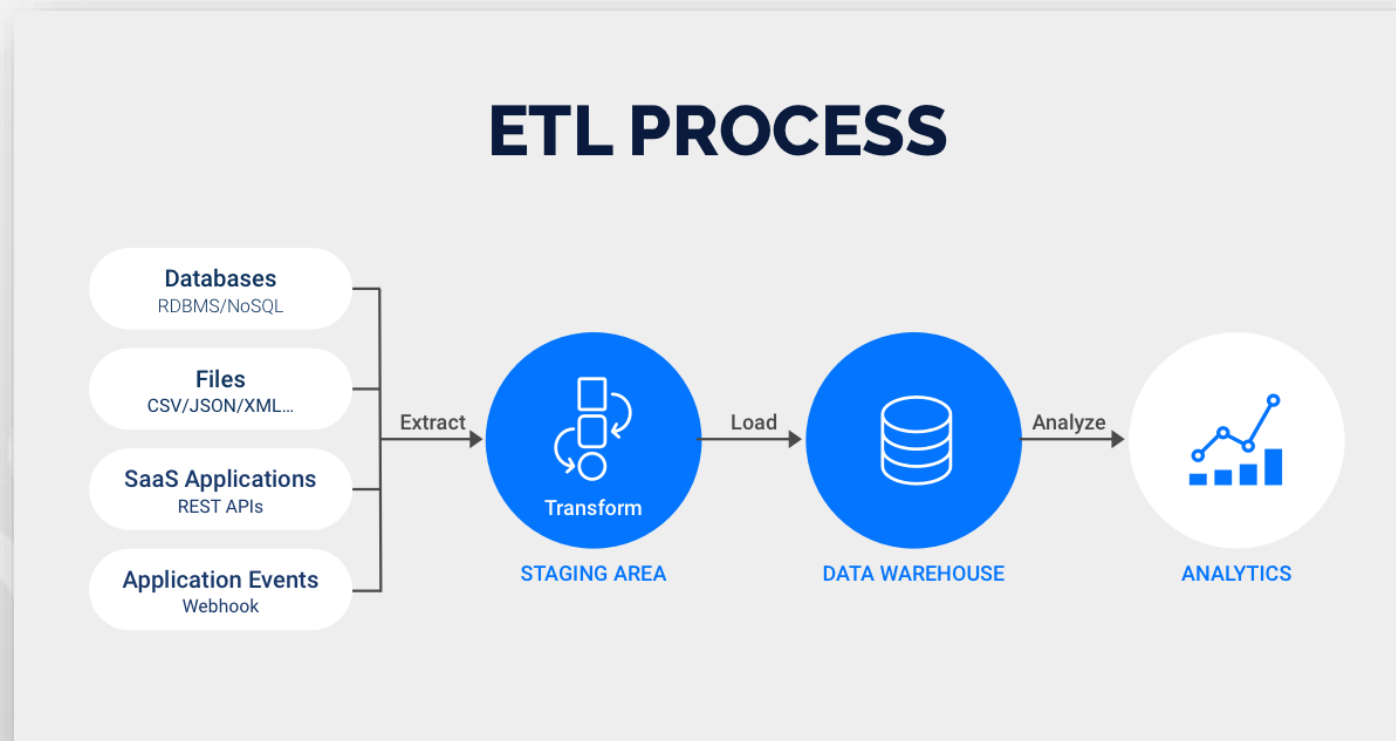 ETL PROCESS
Databases
RDBMS/NoSQL
Files
CSV/JSON/XML...
SaaS Applications
REST APIs
Application Events
Webhook
Extract
Transform
STAGING AREA
Load
DATA WAREHOUSE
Analyze
ANALYTICS